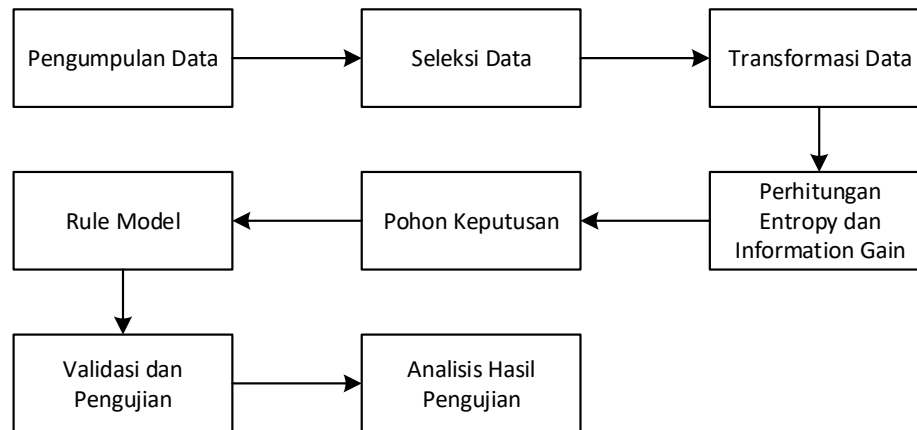 Pengumpulan Data
Seleksi Data
Transformasi Data
Perhitungan
Entropy dan
Information Gain
Pohon Keputusan
Rule Model
Validasi dan
Pengujian
Analisis Hasil
Pengujian